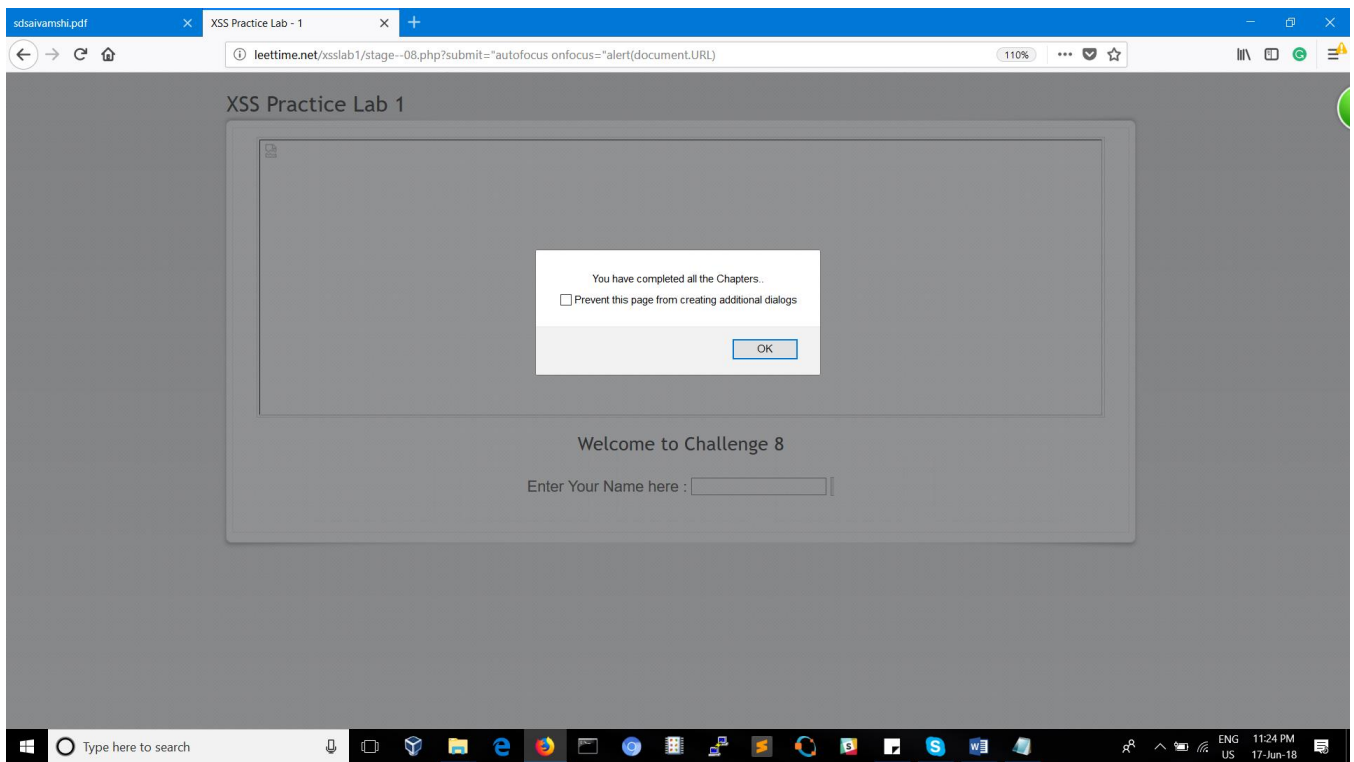 sdsaivamshi.pdf
XSS Practice Lab - 1
leettime.net/xsslab1/stage--08.php?submit="autofocus onfocus="alert(document.URL)
110%
XSS Practice Lab 1
You have completed all the Chapters..
Prevent this page from creating additional dialogs
OK
Welcome to Challenge 8
Enter Your Name here :
Type here to search
ENG 11:24 PM
US 17-Jun-18